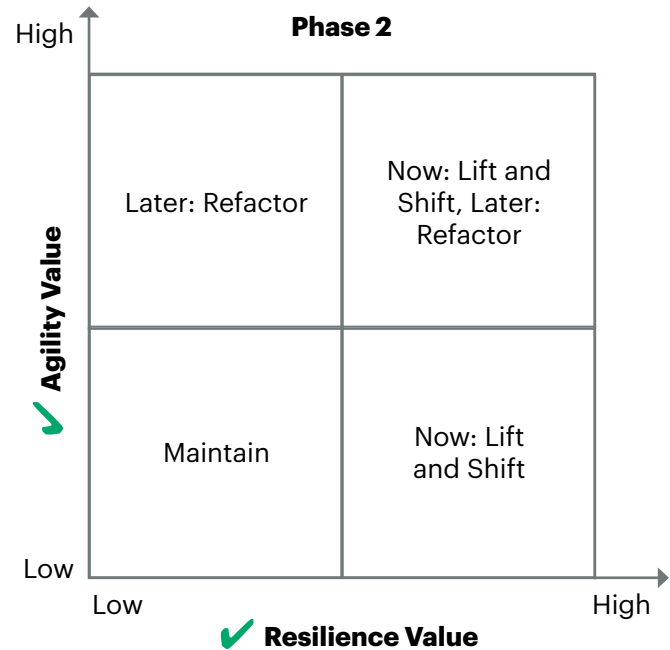 Phase 2
High
Later: Refactor
Now: Lift and
Shift, Later:
Refactor
Agility Value
Maintain
Now: Lift
and Shift
Low
Low
High
Resilience Value